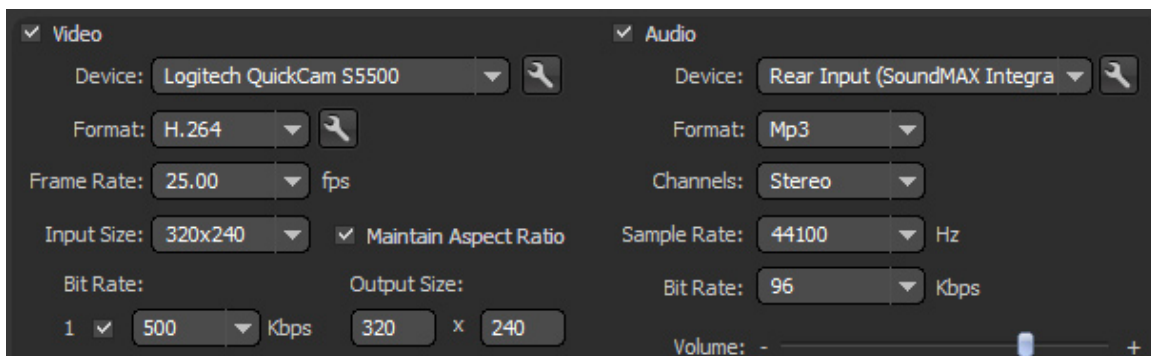 Video
Device: Logitech QuickCam S5500
Format: H.264
Frame Rate: 25.00 fps
Input Size: 320x240 Maintain Aspect Ratio
Bit Rate: Output Size:
1 500 Kbps 320 x 240
Audio
Device: Rear Input (SoundMAX Integra
Format: Mp3
Channels: Stereo
Sample Rate: 44100 Hz
Bit Rate: 96 Kbps
Volume: - +